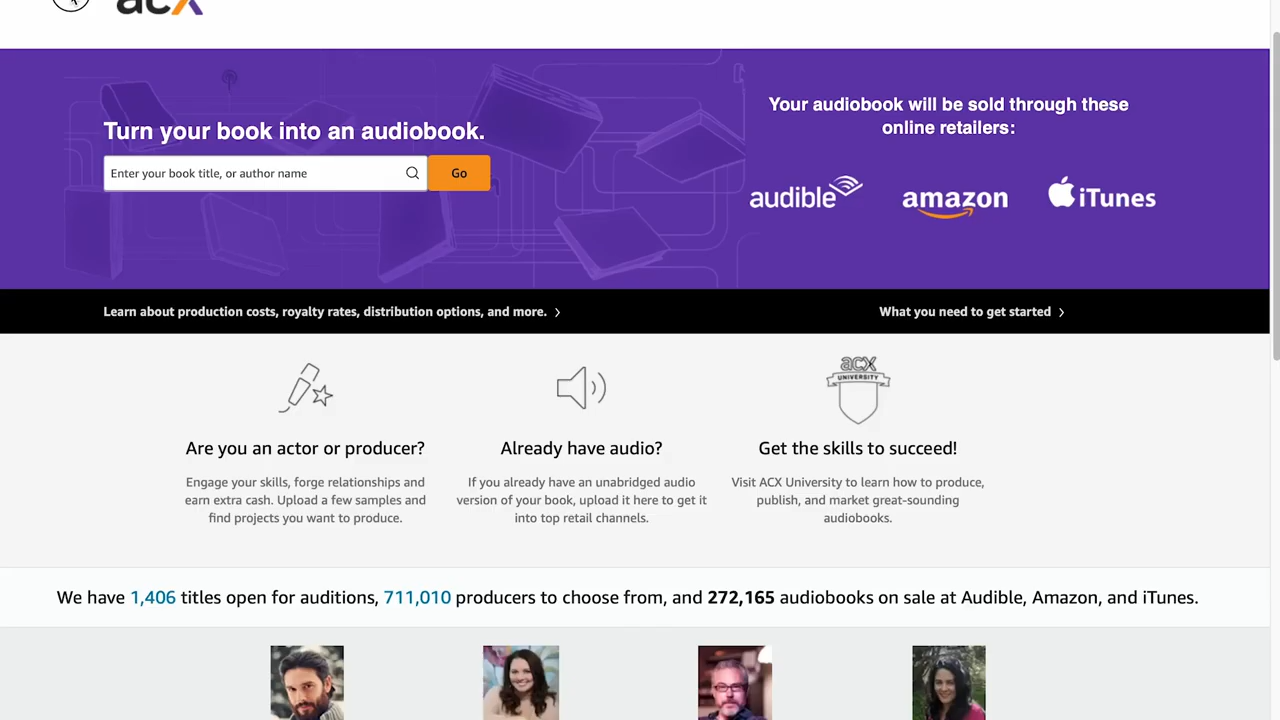 acx
Turn your book into an audiobook.
Enter your book title, or author name
Go
Your audiobook will be sold through these
online retailers:
audible
amazon
iTunes
Learn about production costs, royalty rates, distribution options, and more.
What you need to get started
acx
UNIVERSITY
Are you an actor or producer?
Engage your skills, forge relationships and
earn extra cash. Upload a few samples and
find projects you want to produce.
Already have audio?
If you already have an unabridged audio
version of your book, upload it here to get it
into top retail channels.
Get the skills to succeed!
Visit ACX University to learn how to produce,
publish, and market great-sounding
audiobooks.
We have 1,406 titles open for auditions, 711,010 producers to choose from, and 272,165 audiobooks on sale at Audible, Amazon, and iTunes.